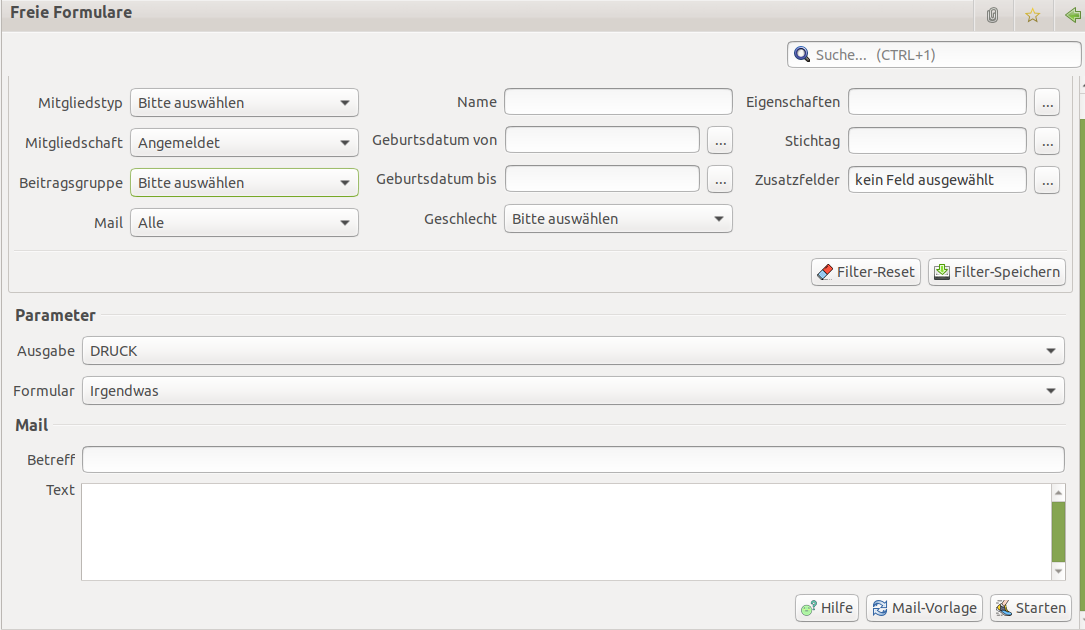 Freie Formulare
Suche... (CTRL+1)
Mitgliedstyp Bitte auswählen Name Eigenschaften ...
Mitgliedschaft Angemeldet Geburtsdatum von ... Stichtag ...
Beitragsgruppe Bitte auswählen Geburtsdatum bis ... Zusatzfelder kein Feld ausgewählt ...
Mail Alle Geschlecht Bitte auswählen
Filter-Reset Filter-Speichern
Parameter
Ausgabe DRUCK
Formular Irgendwas
Mail
Betreff
Text
Hilfe Mail-Vorlage Starten